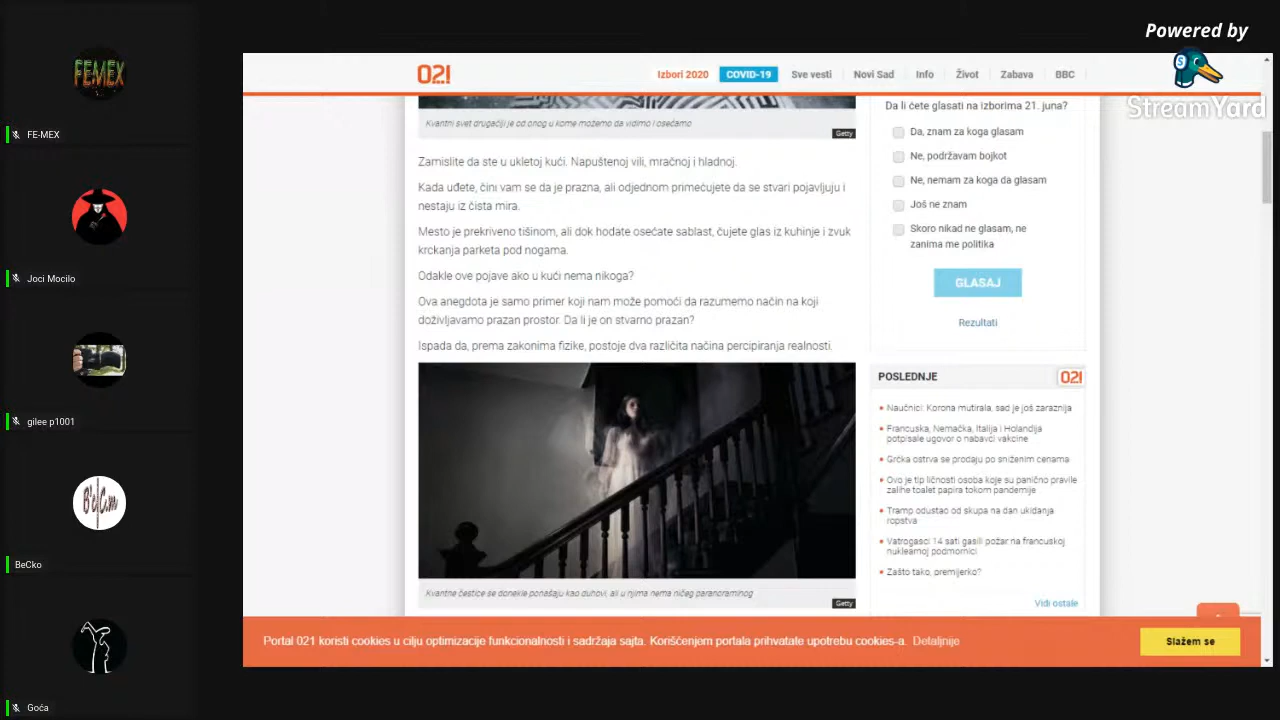 Powered by
StreamYard
FEMEX
FE-MEX
Joci Mocilo
gilee p1001
BeCko
Goća
021
Izbori 2020
COVID-19
Sve vesti
Novi Sad
Info
Život
Zabava
BBC
Kvantni svet drugačiji je od onog u kome možemo da vidimo i osećamo
Getty
Zamislite da ste u ukletoj kući. Napuštenoj vili, mračnoj i hladnoj.
Kada uđete, čini vam se da je prazna, ali odjednom primećujete da se stvari pojavljuju i
nestaju iz čista mira.
Mesto je prekriveno tišinom, ali dok hodate osećate sablast, čujete glas iz kuhinje i zvuk
krckanja parketa pod nogama.
Odakle ove pojave ako u kući nema nikoga?
Ova anegdota je samo primer koji nam može pomoći da razumemo način na koji
doživljavamo prazan prostor. Da li je on stvarno prazan?
Ispada da, prema zakonima fizike, postoje dva različita načina percipiranja realnosti.
Kvantne čestice se donekle ponašaju kao duhovi, ali u njima nema ničeg paranoraminog
Getty
Da li ćete glasati na izborima 21. juna?
Da, znam za koga glasam
Ne, podržavam bojkot
Ne, nemam za koga da glasam
Još ne znam
Skoro nikad ne glasam, ne
zanima me politika
GLASAJ
Rezultati
POSLEDNJE
021
Naučnici: Korona mutirala, sad je još zaraznija
Francuska, Nemačka, Italija i Holandija
potpisale ugovor o nabavci vakcine
Grčka ostrva se prodaju po sniženim cenama
Ovo je tip ličnosti osoba koje su panično pravile
zalihe toalet papira tokom pandemije
Tramp odustao od skupa na dan ukidanja
ropstva
Vatrogasci 14 sati gasili požar na francuskoj
nuklearnoj podmornici
Zašto tako, premijerko?
Vidi ostale
Portal 021 koristi cookies u cilju optimizacije funkcionalnosti i sadržaja sajta. Korišćenjem portala prihvatate upotrebu cookies-a. Detaljnije
Slažem se